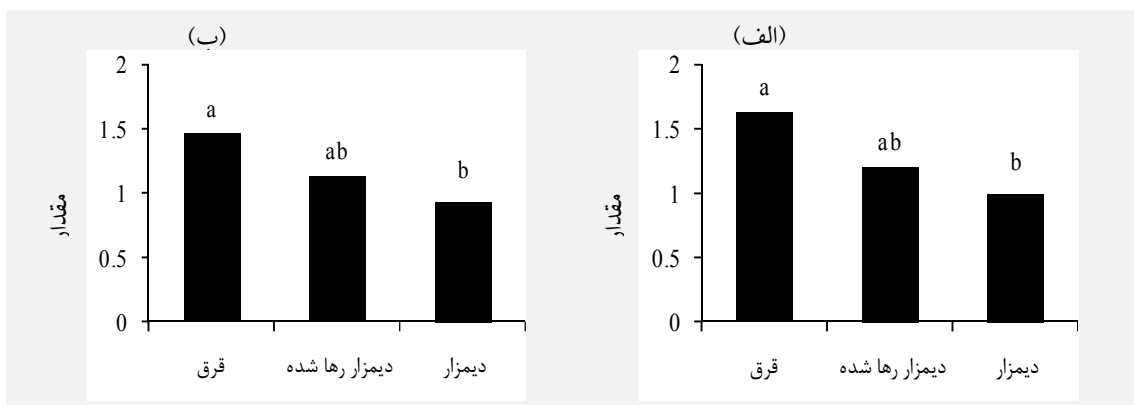 (الف)
2
1.5
1
0.5
0
مقدار
a
ab
b
قرق
دیمزار رها شده
دیمزار
(ب)
2
1.5
1
0.5
0
مقدار
a
ab
b
قرق
دیمزار رها شده
دیمزار